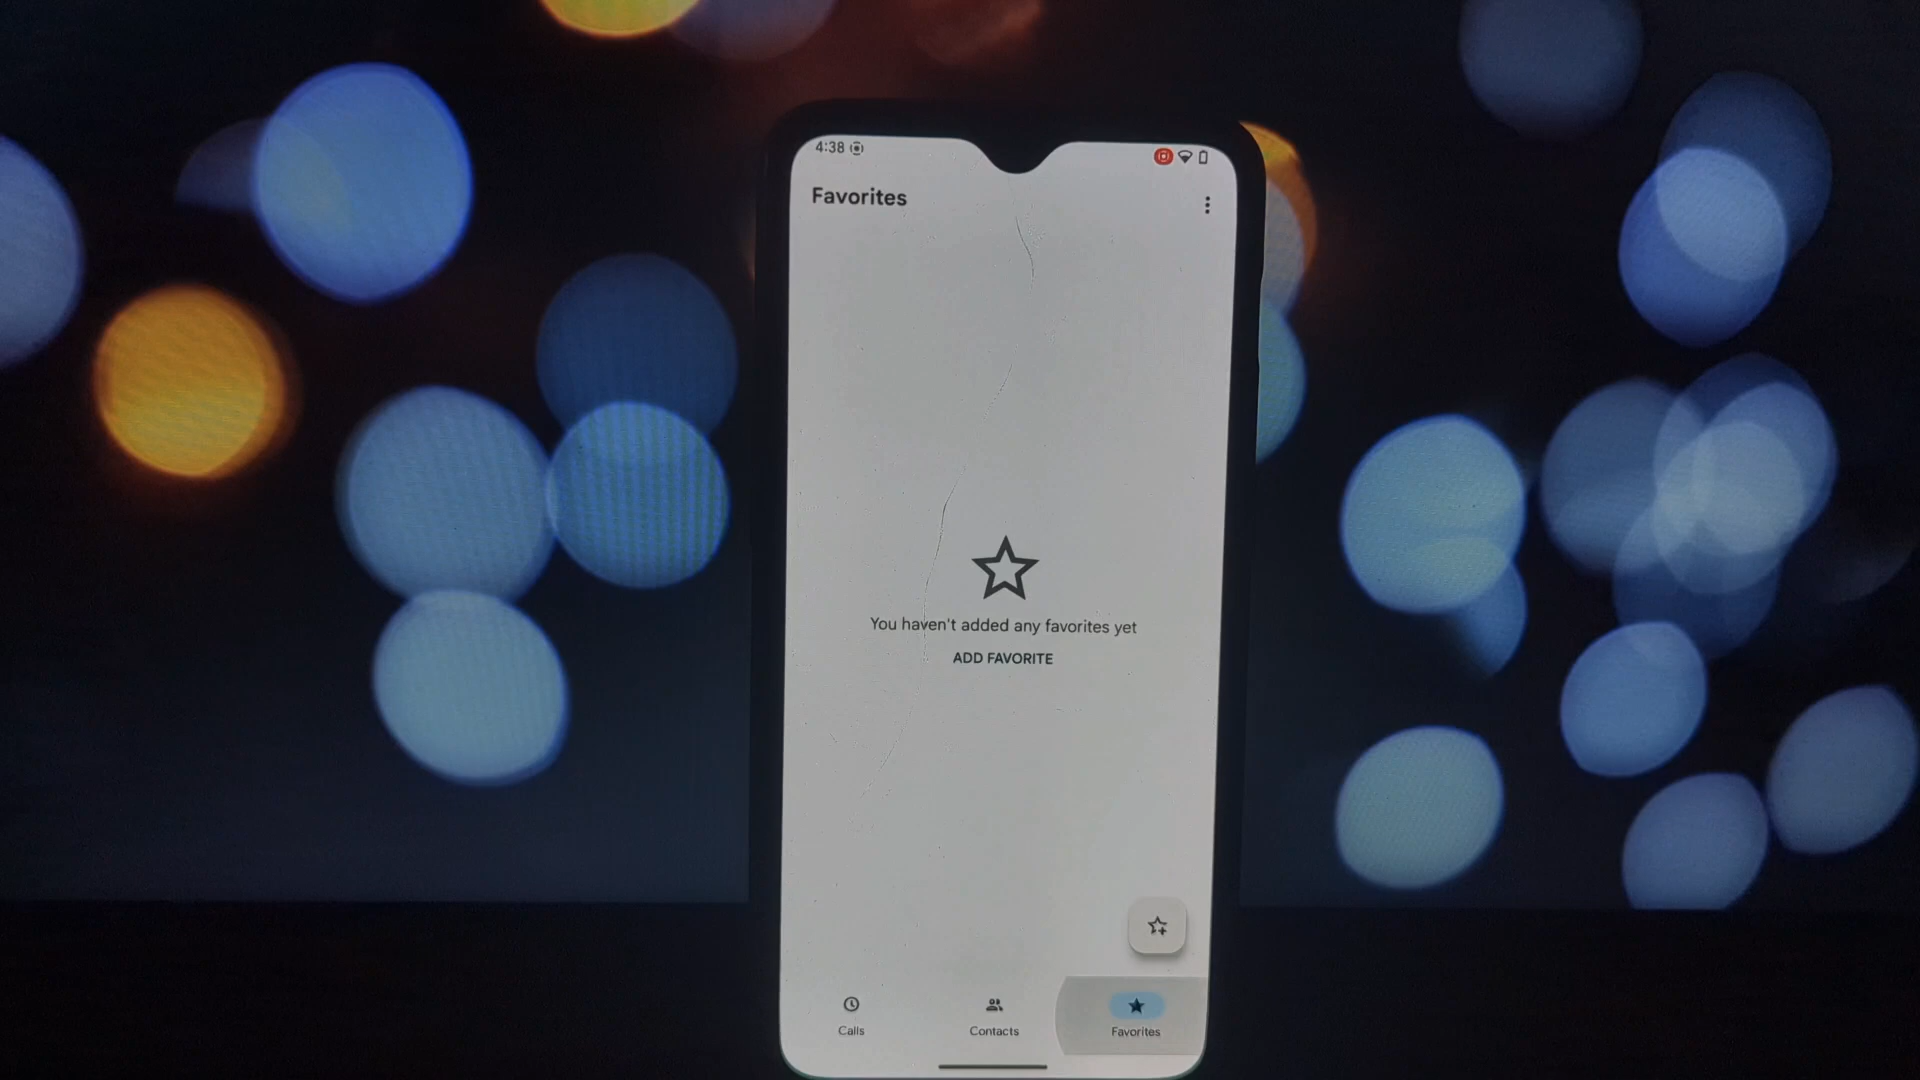 4:38
Favorites
You haven't added any favorites yet
ADD FAVORITE
Calls
Contacts
Favorites